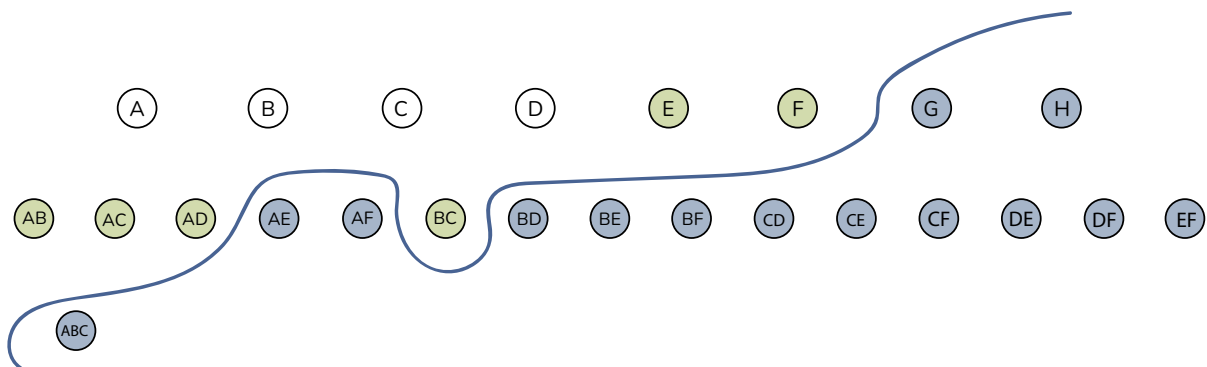 A B C D E F G H
AB AC AD AE AF BC BD BE BF CD CE CF DE DF EF
ABC